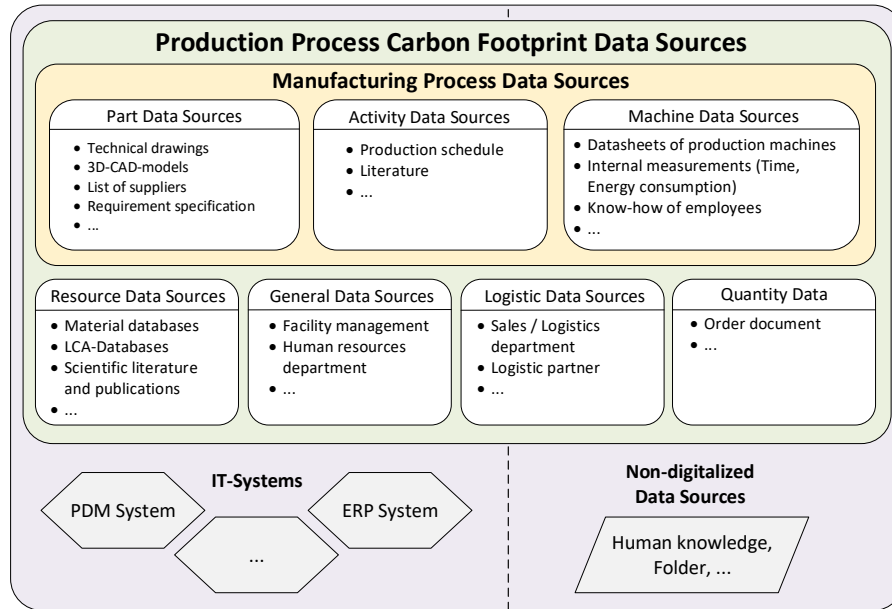 Production Process Carbon Footprint Data Sources
Manufacturing Process Data Sources
Part Data Sources
• Technical drawings
• 3D-CAD-models
• List of suppliers
• Requirement specification
• ...
Activity Data Sources
• Production schedule
• Literature
• ...
Machine Data Sources
• Datasheets of production machines
• Internal measurements (Time,
Energy consumption)
• Know-how of employees
• ...
Resource Data Sources
• Material databases
• LCA-Databases
• Scientific literature
and publications
• ...
General Data Sources
• Facility management
• Human resources
department
• ...
Logistic Data Sources
• Sales / Logistics
department
• Logistic partner
• ...
Quantity Data
• Order document
• ...
IT-Systems
PDM System
...
ERP System
Non-digitalized
Data Sources
Human knowledge,
Folder, ...